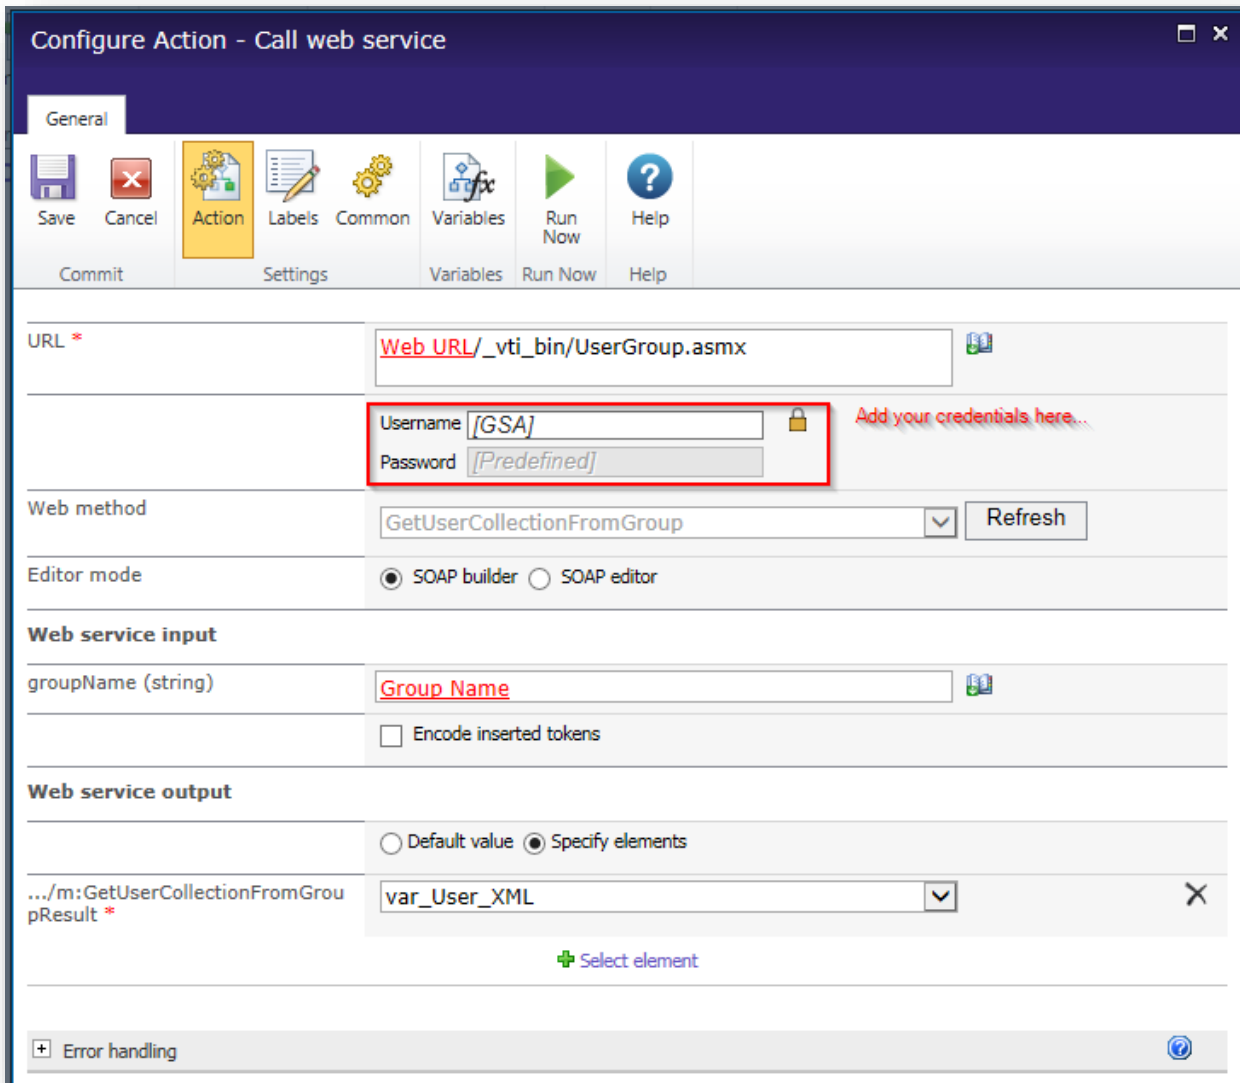 Configure Action - Call web service
General
Save
Cancel
Action
Labels
Common
Variables
Run
Now
Help
Commit
Settings
Variables
Run Now
Help
URL *
Web URL/_vti_bin/UserGroup.asmx
Username [GSA]
Add your credentials here...
Password [Predefined]
Web method
GetUserCollectionFromGroup
Refresh
Editor mode
SOAP builder
SOAP editor
Web service input
groupName (string)
Group Name
Encode inserted tokens
Web service output
Default value
Specify elements
.../m:GetUserCollectionFromGrou
pResult *
var_User_XML
Select element
Error handling